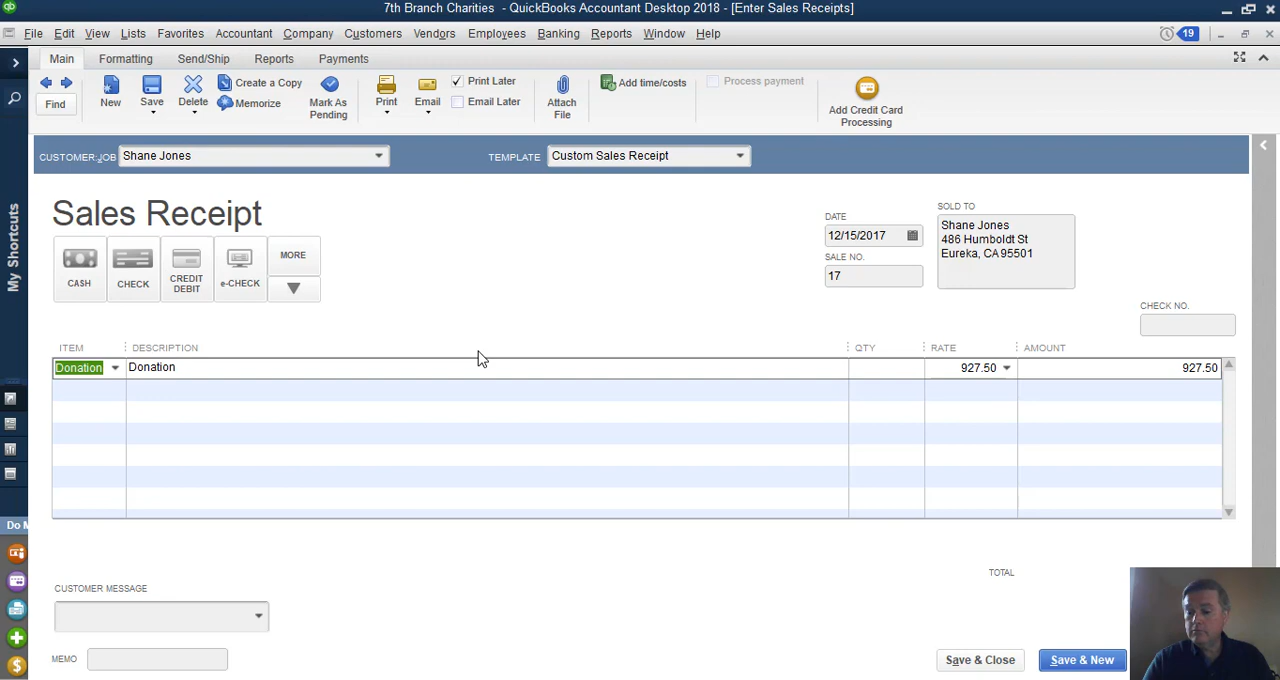 7th Branch Charities - QuickBooks Accountant Desktop 2018 - [Enter Sales Receipts]
File Edit View Lists Favorites Accountant Company Customers Vendors Employees Banking Reports Window Help 19
Main Formatting Send/Ship Reports Payments
Find
New
Save
Delete
Create a Copy
Memorize
Mark As
Pending
Print
Email
Print Later
Email Later
Attach
File
Add time/costs
Process payment
Add Credit Card
Processing
My Shortcuts
CUSTOMER:JOB Shane Jones TEMPLATE Custom Sales Receipt
Sales Receipt
CASH
CHECK
CREDIT
DEBIT
e-CHECK
MORE
DATE
12/15/2017
SALE NO.
17
SOLD TO
Shane Jones
486 Humboldt St
Eureka, CA 95501
CHECK NO.
ITEM DESCRIPTION QTY RATE AMOUNT
Donation Donation 927.50 927.50
Do M
TOTAL
CUSTOMER MESSAGE
MEMO
Save & Close Save & New